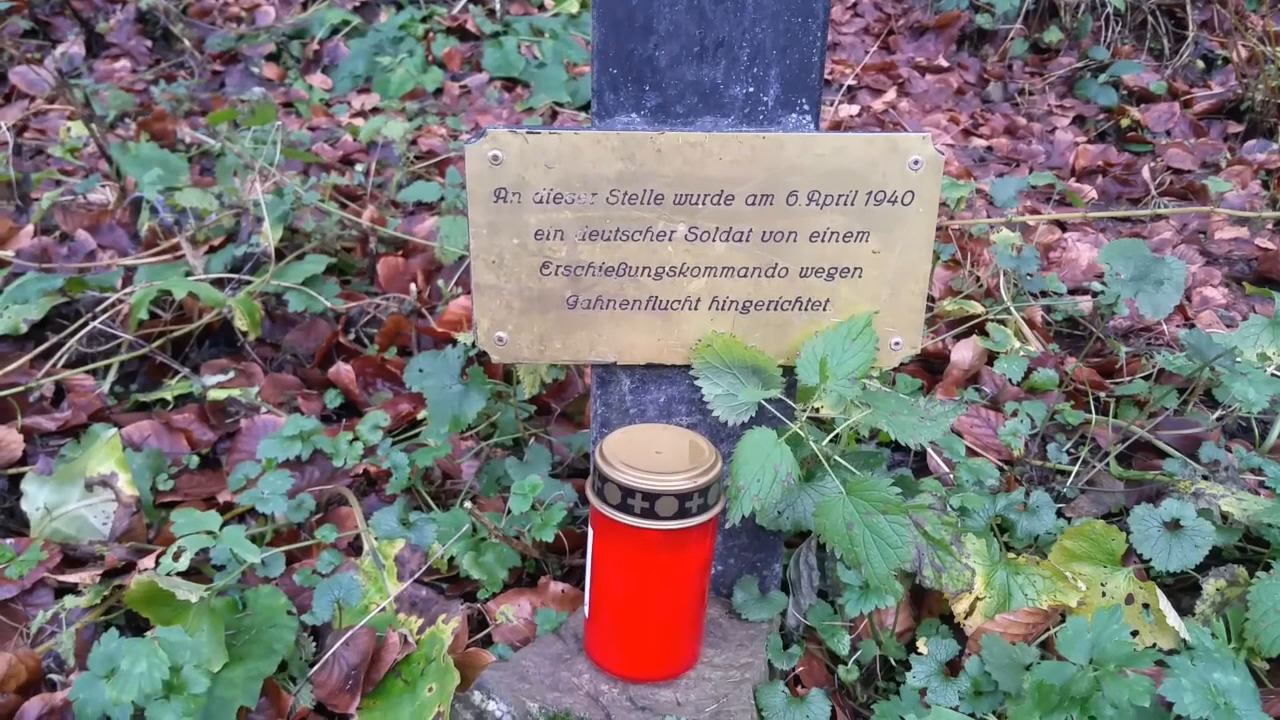 An dieser Stelle wurde am 6. April 1940
ein deutscher Soldat von einem
Erschießungskommando wegen
Fahnenflucht hingerichtet.